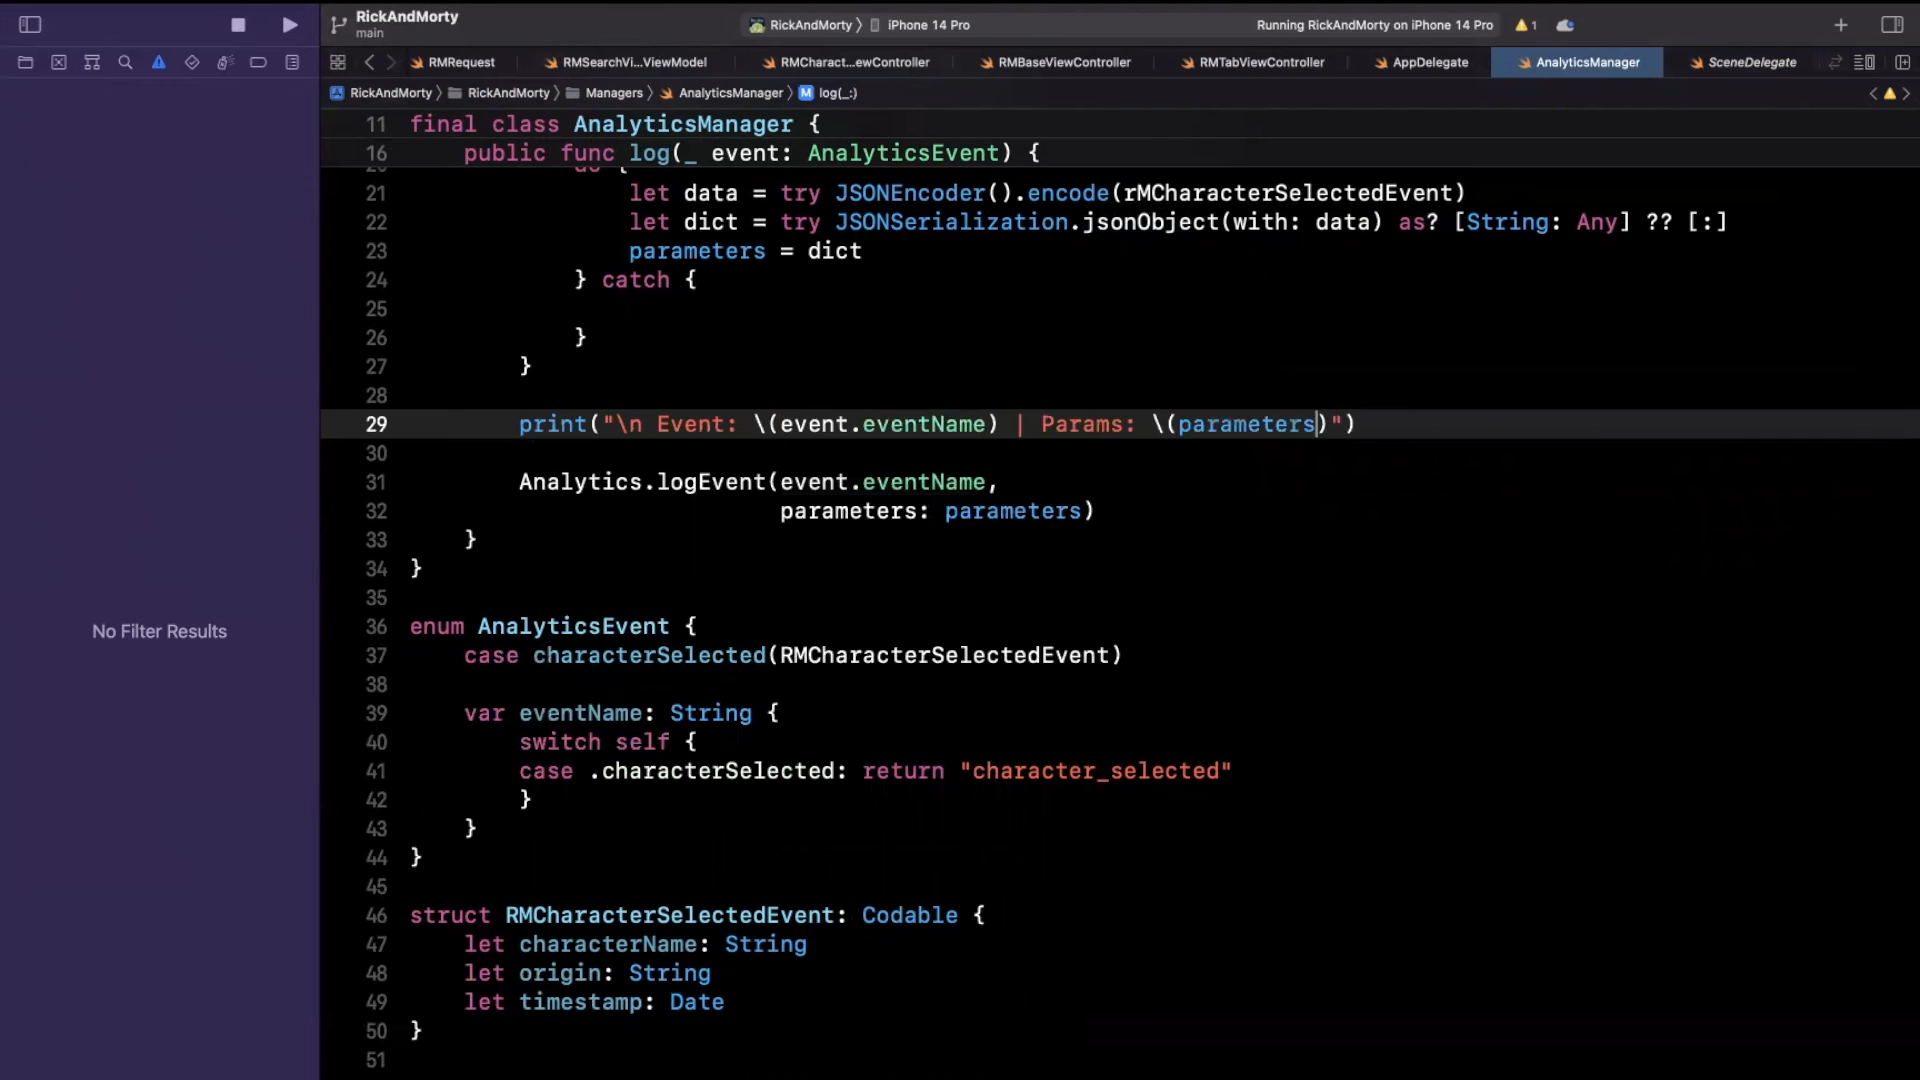 RickAndMorty
main
RickAndMorty
iPhone 14 Pro
Running RickAndMorty on iPhone 14 Pro
1
RMRequest
RMSearchVi...ViewModel
RMCharact...ewController
RMBaseViewController
RMTabViewController
AppDelegate
AnalyticsManager
SceneDelegate
RickAndMorty
RickAndMorty
Managers
AnalyticsManager
M log(_:)
11 final class AnalyticsManager {
16 public func log(_ event: AnalyticsEvent) {
20 do {
21 let data = try JSONEncoder().encode(rMCharacterSelectedEvent)
22 let dict = try JSONSerialization.jsonObject(with: data) as? [String: Any] ?? [:]
23 parameters = dict
24 } catch {
25
26 }
27 }
28
29 print("\n Event: \(event.eventName) | Params: \(parameters)")
30
31 Analytics.logEvent(event.eventName,
32 parameters: parameters)
33 }
34 }
35
36 enum AnalyticsEvent {
37 case characterSelected(RMCharacterSelectedEvent)
38
39 var eventName: String {
40 switch self {
41 case .characterSelected: return "character_selected"
42 }
43 }
44 }
45
46 struct RMCharacterSelectedEvent: Codable {
47 let characterName: String
48 let origin: String
49 let timestamp: Date
50 }
51
No Filter Results